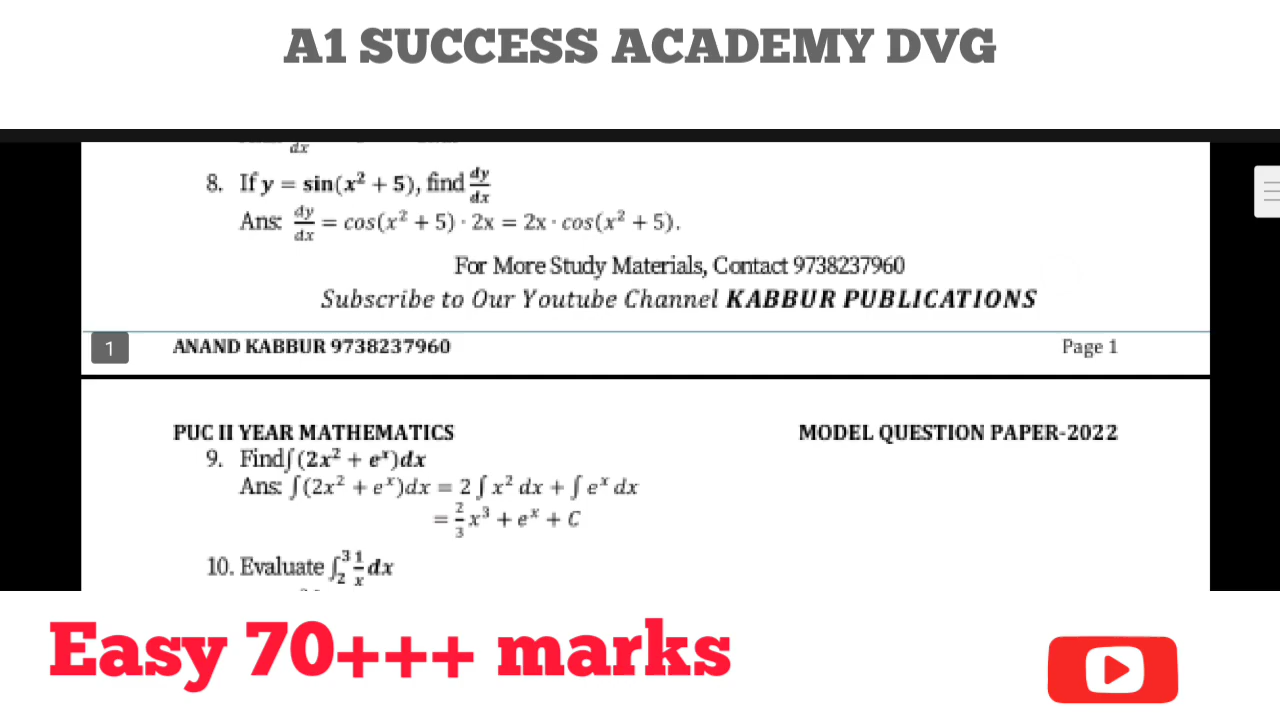 A1 SUCCESS ACADEMY DVG
dx
8. If y = sin(x² + 5), find dy/dx
Ans: dy/dx = cos(x² + 5) · 2x = 2x · cos(x² + 5).
For More Study Materials, Contact 9738237960
Subscribe to Our Youtube Channel KABBUR PUBLICATIONS
1 ANAND KABBUR 9738237960 Page 1
PUC II YEAR MATHEMATICS MODEL QUESTION PAPER-2022
9. Find∫(2x² + eˣ)dx
Ans: ∫(2x² + eˣ)dx = 2 ∫ x² dx + ∫ eˣ dx
= 2/3 x³ + eˣ + C
10. Evaluate ∫₂³ 1/x dx
Easy 70+++ marks